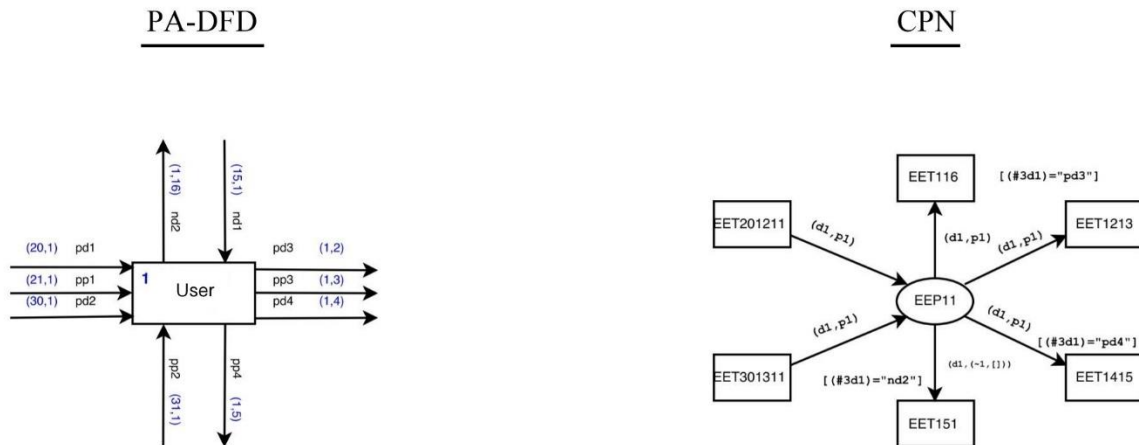 PA-DFD
CPN
(1,16)
nd2
(15,1)
nd1
(20,1) pd1
(21,1) pp1
(30,1) pd2
1
User
pd3 (1,2)
pp3 (1,3)
pd4 (1,4)
pp2
(31,1)
pp4
(1,5)
EET116
[(#3d1)="pd3"]
EET201211
(d1,p1)
(d1,p1)
(d1,p1)
EET1213
EEP11
(d1,p1)
(d1,p1)
[(#3d1)="pd4"]
EET301311
[(#3d1)="nd2"]
(d1,(~1,[]))
EET1415
EET151